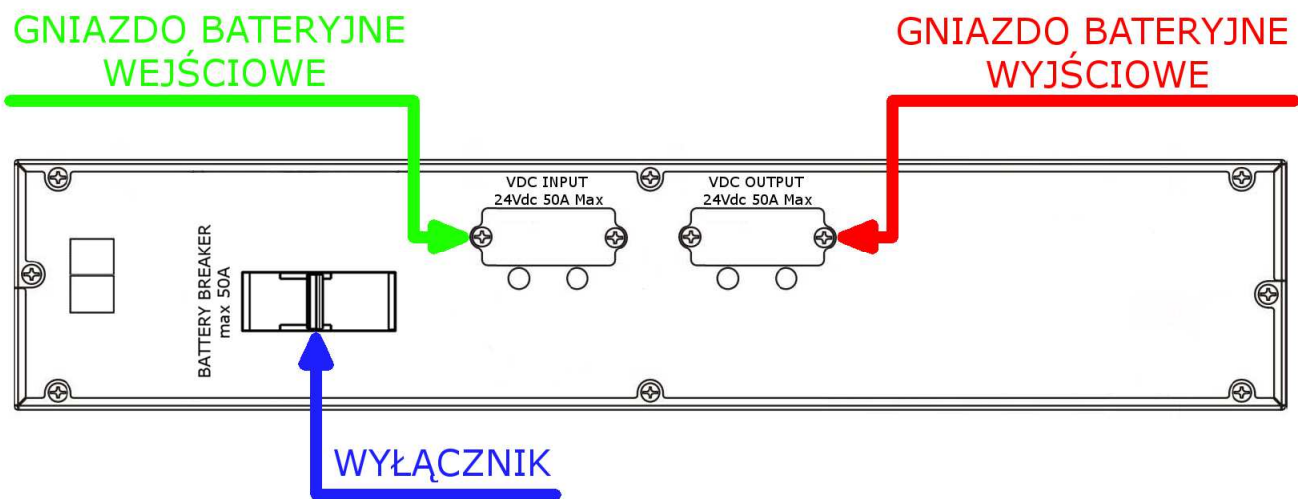 GNIAZDO BATERYJNE
WEJŚCIOWE
GNIAZDO BATERYJNE
WYJŚCIOWE
VDC INPUT
24Vdc 50A Max
VDC OUTPUT
24Vdc 50A Max
BATTERY BREAKER
max 50A
WYŁĄCZNIK